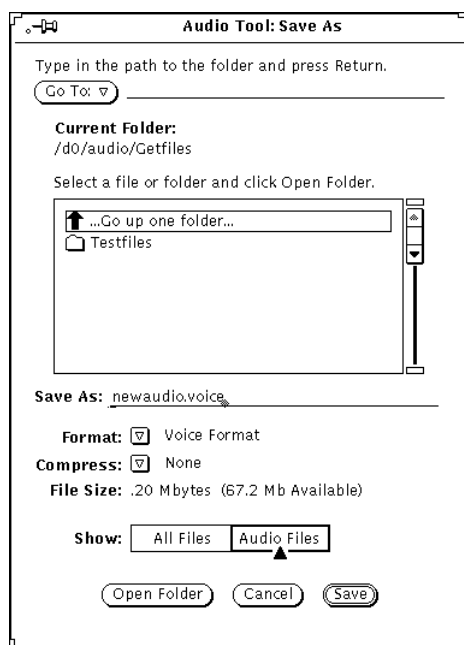 Audio Tool: Save As
Type in the path to the folder and press Return.
Go To:
Current Folder:
/d0/audio/Getfiles
Select a file or folder and click Open Folder.
...Go up one folder...
Testfiles
Save As: newaudio.voice
Format: Voice Format
Compress: None
File Size: .20 Mbytes (67.2 Mb Available)
Show: All Files Audio Files
Open Folder Cancel Save